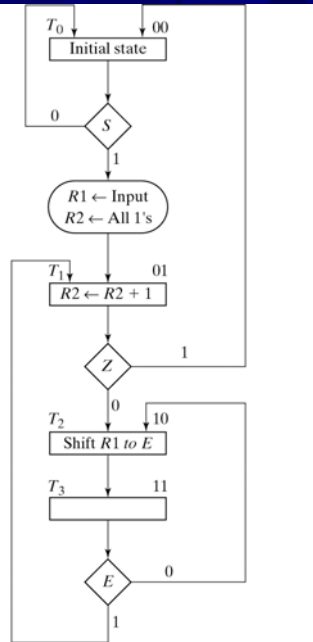 T0 00
Initial state
0
S
1
R1 ← Input
R2 ← All 1's
T1 01
R2 ← R2 + 1
Z
1
0
T2 10
Shift R1 to E
T3 11
E
0
1